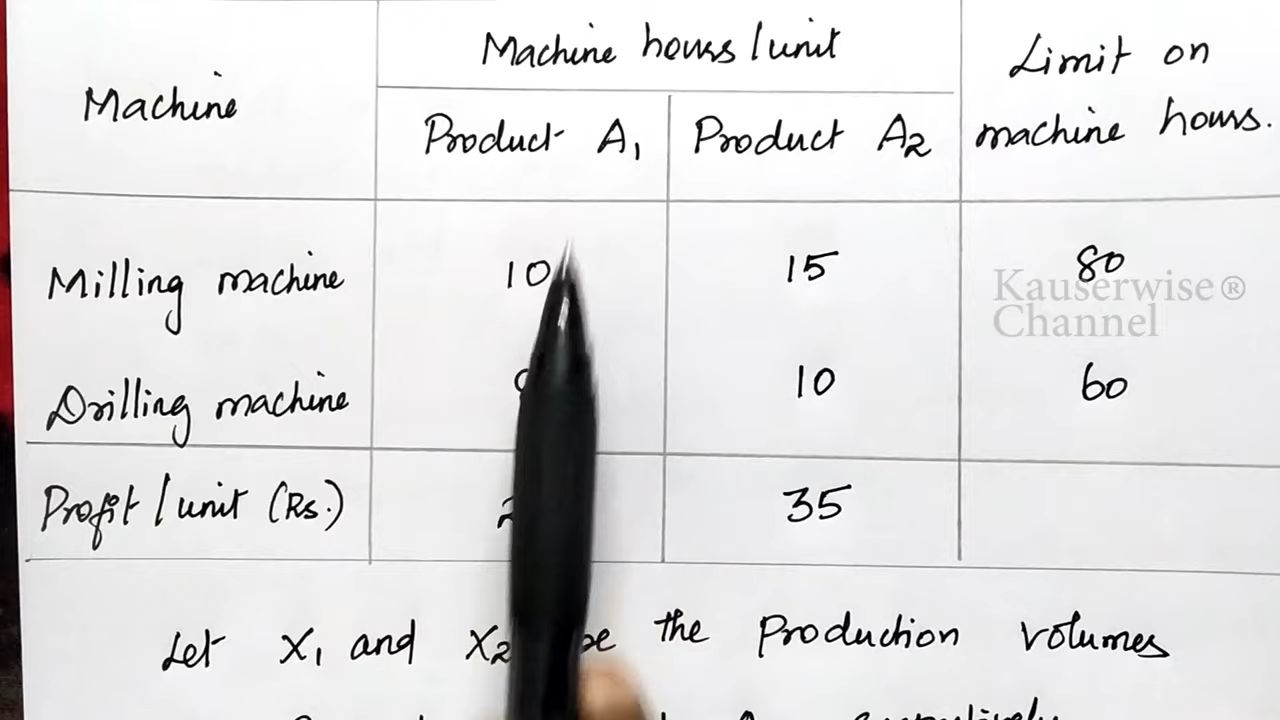 Machine hours / unit
Limit on
machine hours.
Machine
Product A1
Product A2
Milling machine 10 15 80
Kauserwise®
Channel
Drilling machine 10 60
Profit / unit (Rs.) 35
Let X1 and X2 the production volumes